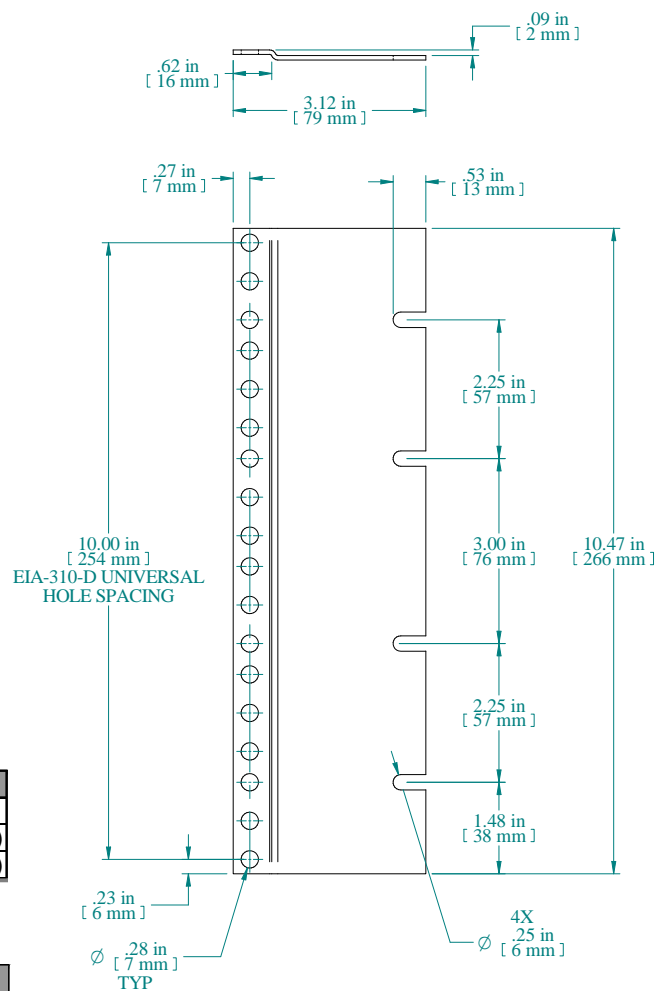 .09 in
[ 2 mm ]
.62 in
[ 16 mm ]
3.12 in
[ 79 mm ]
.27 in
[ 7 mm ]
.53 in
[ 13 mm ]
2.25 in
[ 57 mm ]
10.00 in
[ 254 mm ]
EIA-310-D UNIVERSAL
HOLE SPACING
3.00 in
[ 76 mm ]
10.47 in
[ 266 mm ]
2.25 in
[ 57 mm ]
1.48 in
[ 38 mm ]
.23 in
[ 6 mm ]
∅ .28 in
[ 7 mm ]
TYP
4X
∅ .25 in
[ 6 mm ]